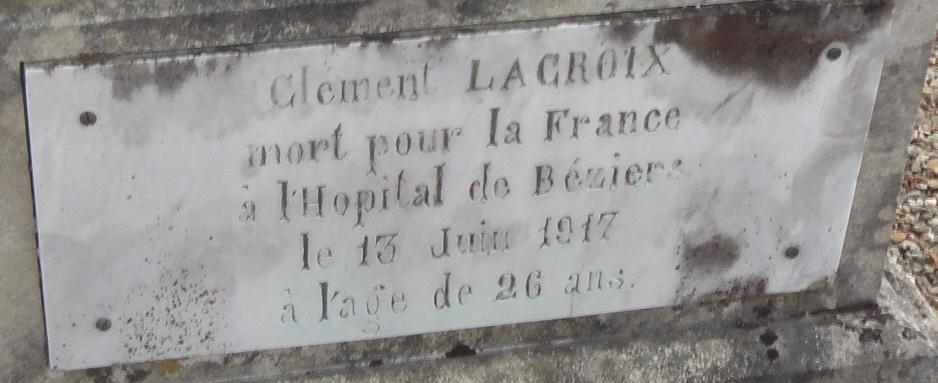 Clément LACROIX
mort pour la France
à l'Hopital de Béziers
le 13 Juin 1917
à l'age de 26 ans.